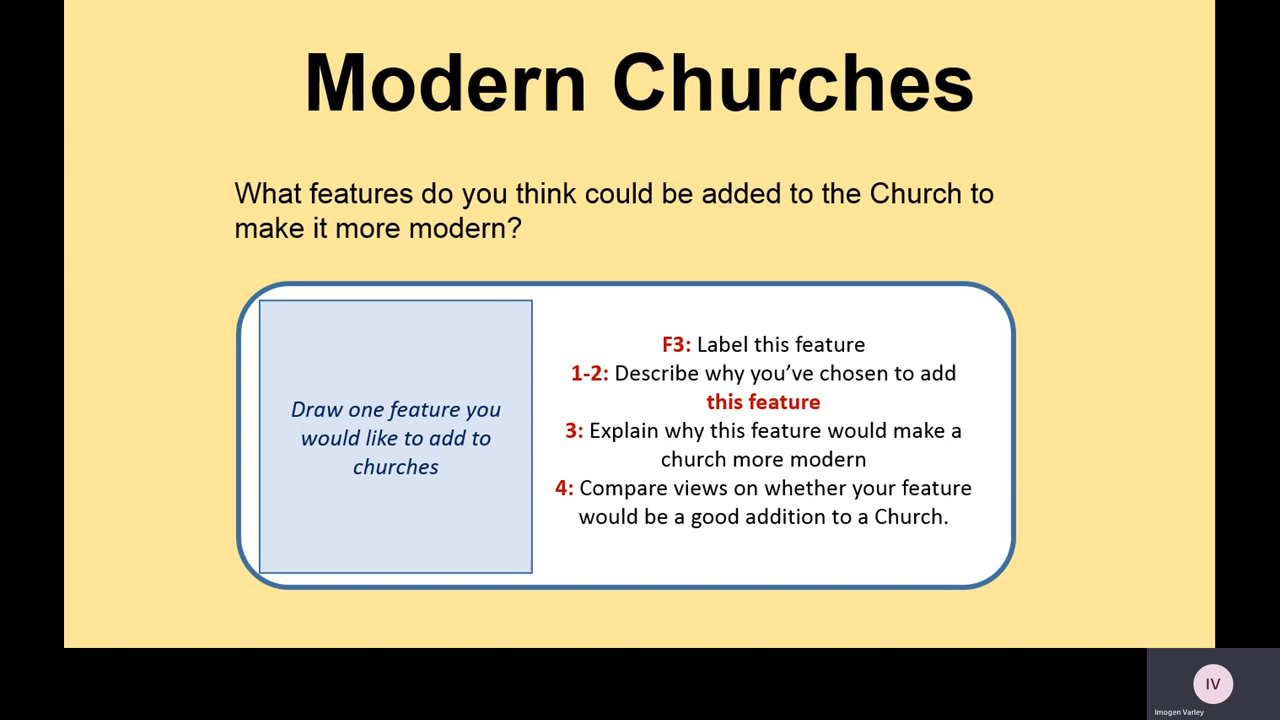 Modern Churches
What features do you think could be added to the Church to
make it more modern?
Draw one feature you
would like to add to
churches
F3: Label this feature
1-2: Describe why you’ve chosen to add
this feature
3: Explain why this feature would make a
church more modern
4: Compare views on whether your feature
would be a good addition to a Church.
IV
Imogen Varley